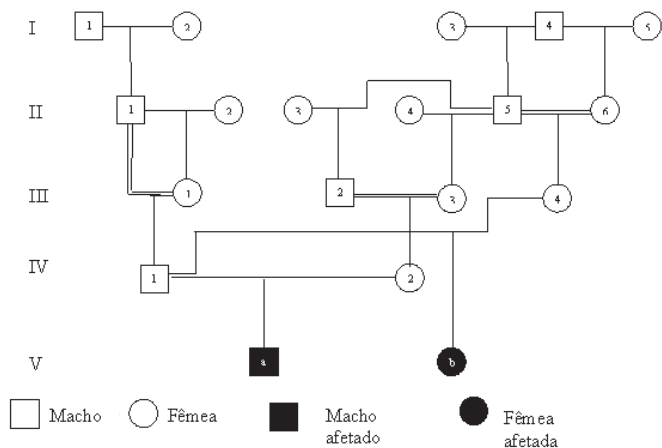 I 1 2 3 4 5
II 1 2 3 4 5 6
III 1 2 3 4
IV 1 2
V a b
Macho Fêmea Macho afetado Fêmea afetada